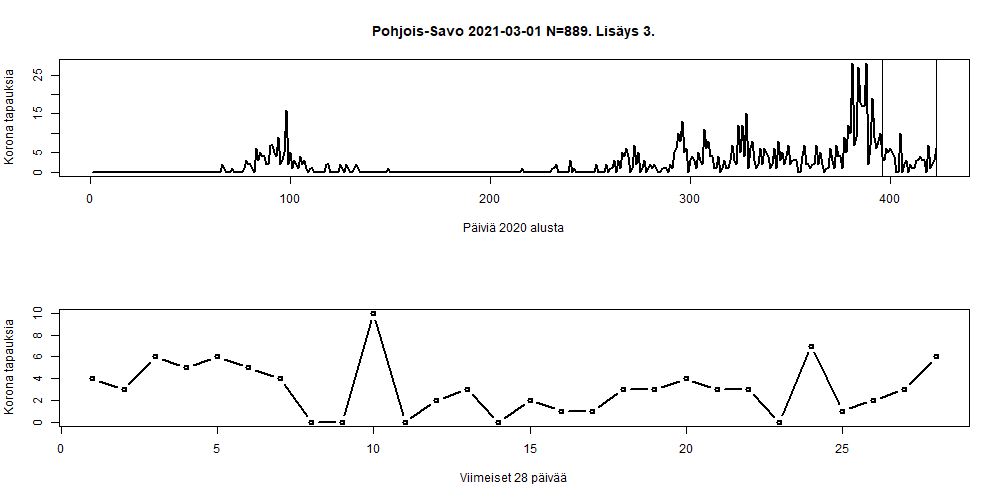 Pohjois-Savo 2021-03-01 N=889. Lisäys 3.
Korona tapauksia
0 5 15 25
0 100 200 300 400
Päiviä 2020 alusta
Korona tapauksia
0 2 4 6 8 10
0 5 10 15 20 25
Viimeiset 28 päivää